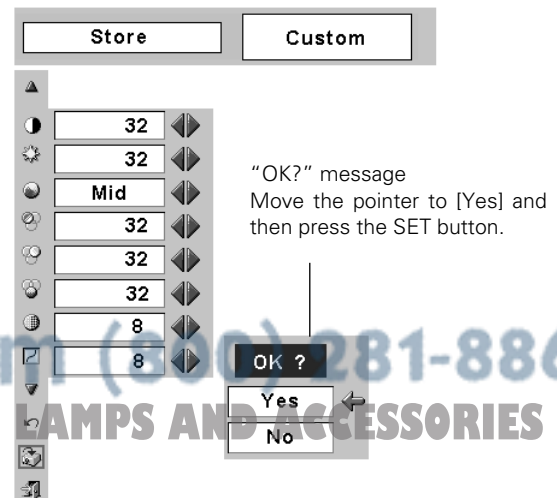 Store Custom
32
32
Mid
32
32
32
8
8
"OK?" message
Move the pointer to [Yes] and
then press the SET button.
OK ?
Yes
No
m (800) 281-886
LAMPS AND ACCESSORIES